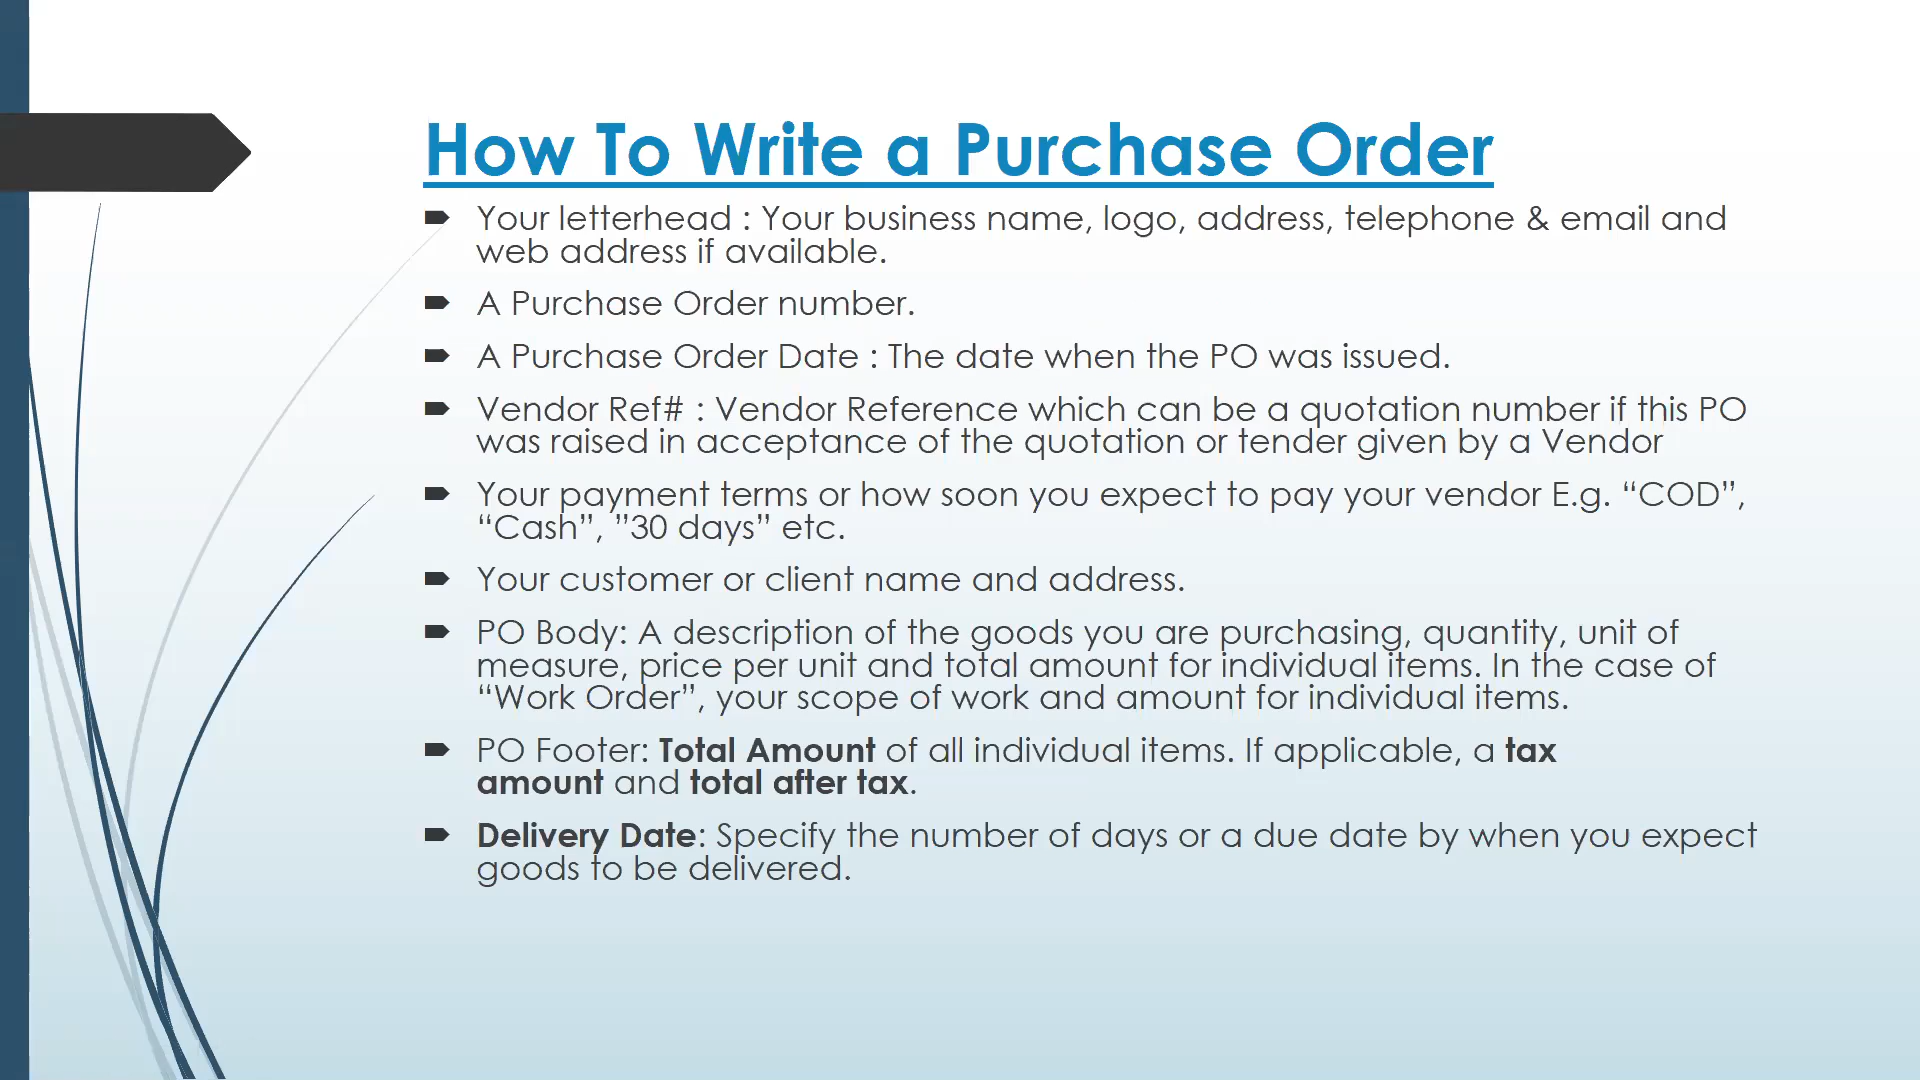 How To Write a Purchase Order
Your letterhead : Your business name, logo, address, telephone & email and
web address if available.
A Purchase Order number.
A Purchase Order Date : The date when the PO was issued.
Vendor Ref# : Vendor Reference which can be a quotation number if this PO
was raised in acceptance of the quotation or tender given by a Vendor
Your payment terms or how soon you expect to pay your vendor E.g. “COD”,
“Cash”, ”30 days” etc.
Your customer or client name and address.
PO Body: A description of the goods you are purchasing, quantity, unit of
measure, price per unit and total amount for individual items. In the case of
“Work Order”, your scope of work and amount for individual items.
PO Footer: Total Amount of all individual items. If applicable, a tax
amount and total after tax.
Delivery Date: Specify the number of days or a due date by when you expect
goods to be delivered.